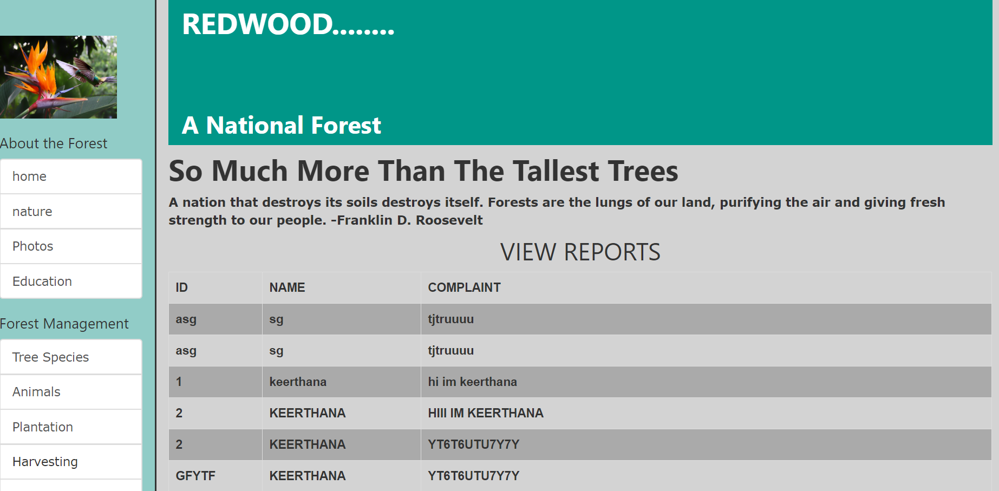 About the Forest
home
nature
Photos
Education
Forest Management
Tree Species
Animals
Plantation
Harvesting
REDWOOD........
A National Forest
So Much More Than The Tallest Trees
A nation that destroys its soils destroys itself. Forests are the lungs of our land, purifying the air and giving fresh
strength to our people. -Franklin D. Roosevelt
VIEW REPORTS
ID NAME COMPLAINT
asg sg tjtruuuu
asg sg tjtruuuu
1 keerthana hi im keerthana
2 KEERTHANA HIII IM KEERTHANA
2 KEERTHANA YT6T6UTU7Y7Y
GFYTF KEERTHANA YT6T6UTU7Y7Y